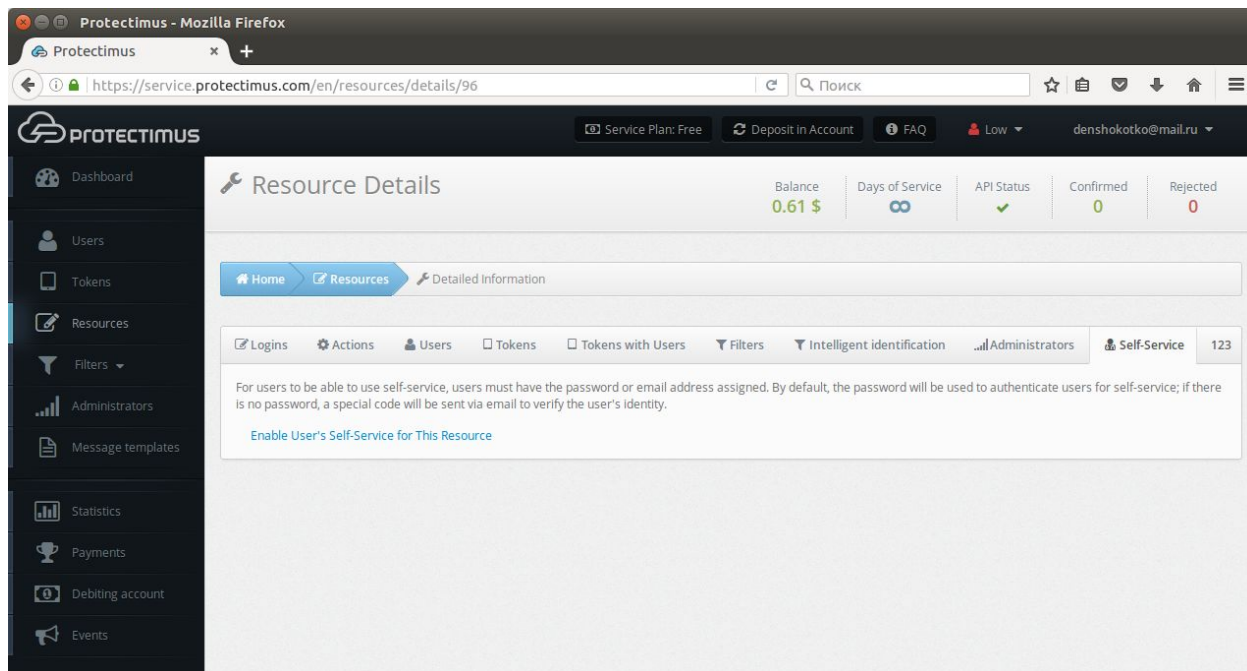 Protectimus - Mozilla Firefox
Protectimus
https://service.protectimus.com/en/resources/details/96
Поиск
PROTECTIMUS
Service Plan: Free
Deposit in Account
FAQ
Low
denshokotko@mail.ru
Dashboard
Users
Tokens
Resources
Filters
Administrators
Message templates
Statistics
Payments
Debiting account
Events
Resource Details
Balance
0.61 $
Days of Service
∞
API Status
Confirmed
0
Rejected
0
Home
Resources
Detailed Information
Logins
Actions
Users
Tokens
Tokens with Users
Filters
Intelligent identification
Administrators
Self-Service
123
For users to be able to use self-service, users must have the password or email address assigned. By default, the password will be used to authenticate users for self-service; if there
is no password, a special code will be sent via email to verify the user's identity.
Enable User's Self-Service for This Resource